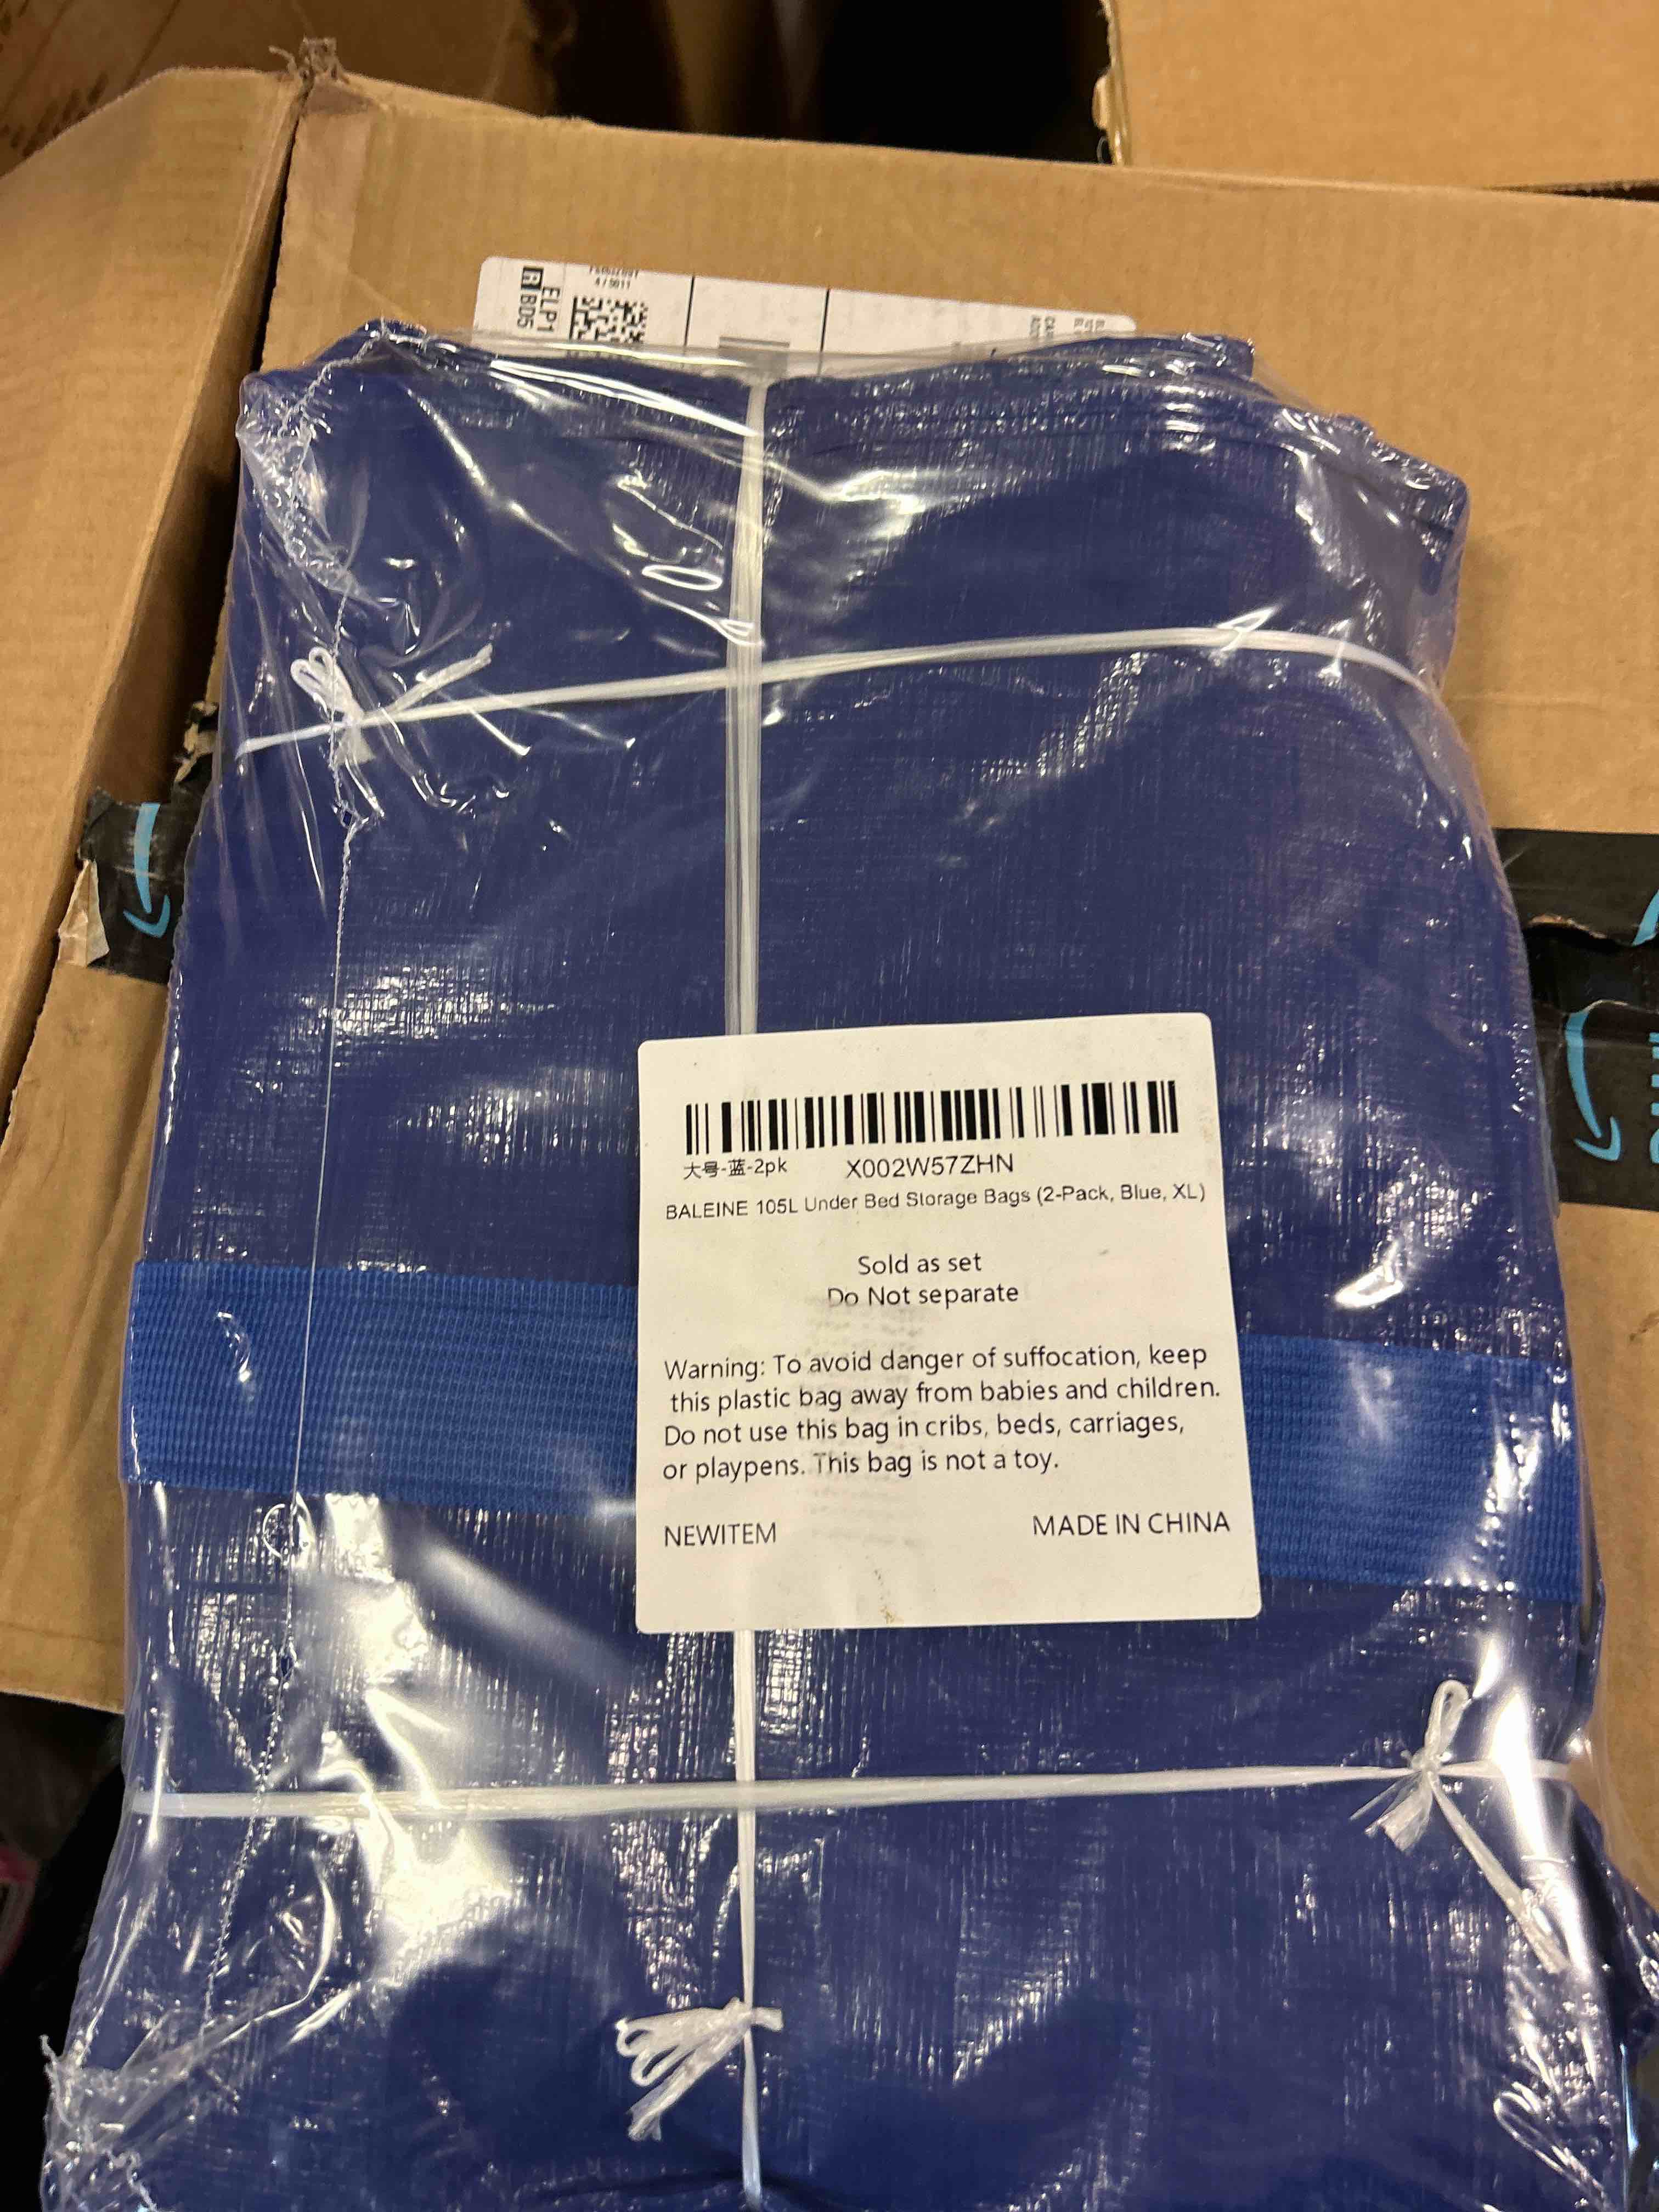 ELP1
R BD5
大号-蓝-2pk X002W57ZHN
BALEINE 105L Under Bed Storage Bags (2-Pack, Blue, XL)
Sold as set
Do Not separate
Warning: To avoid danger of suffocation, keep
this plastic bag away from babies and children.
Do not use this bag in cribs, beds, carriages,
or playpens. This bag is not a toy.
NEWITEM MADE IN CHINA